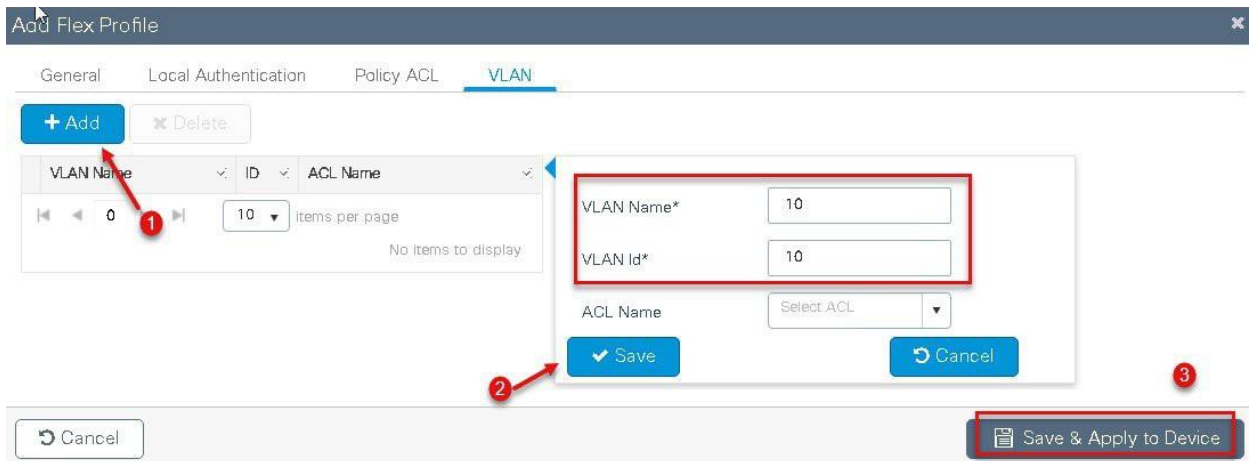 Add Flex Profile
General Local Authentication Policy ACL VLAN
+ Add × Delete
VLAN Name ID ACL Name
0 10 items per page
No items to display
1
VLAN Name* 10
VLAN Id* 10
ACL Name Select ACL
Save Cancel
2
3
Cancel Save & Apply to Device